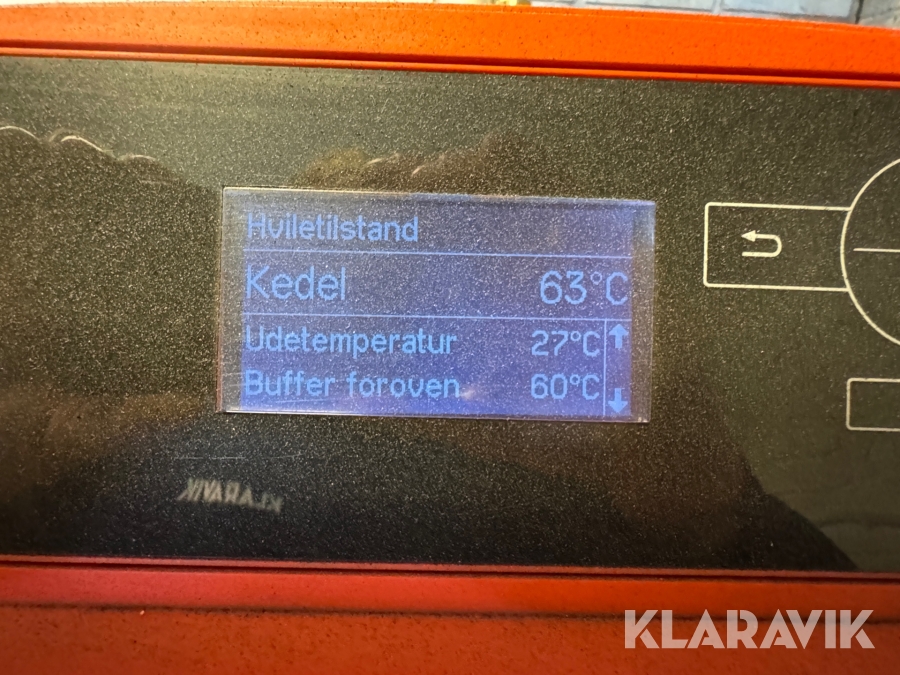 Hviletilstand
Kedel 63°C
Udetemperatur 27°C
Buffer foroven 60°C
KLARAVIK
KLARAVIK